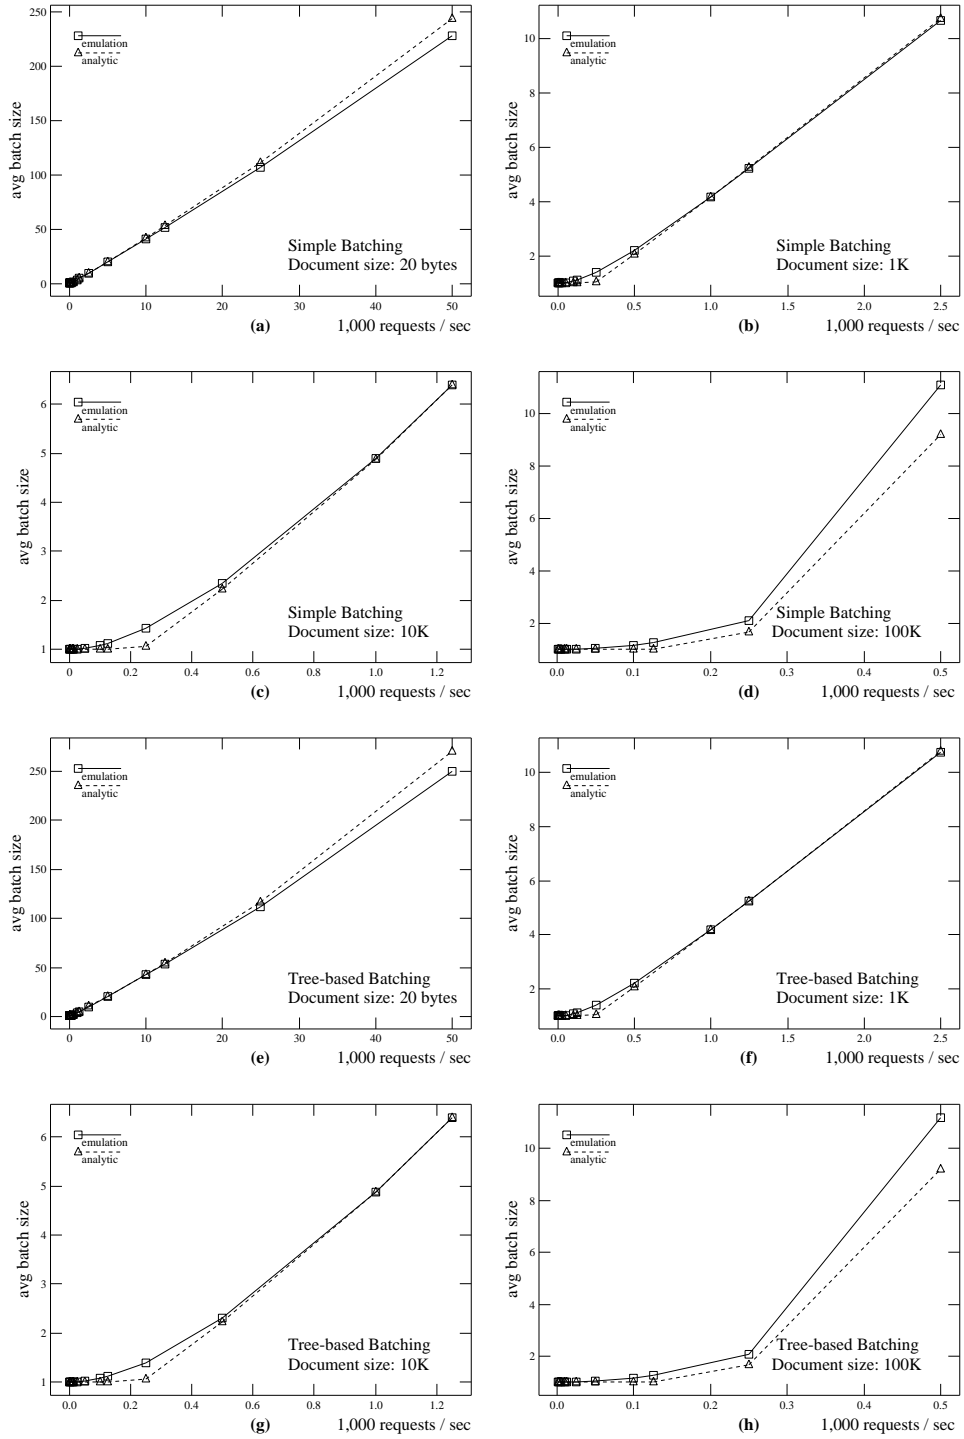 250
200
150
100
50
0
avg batch size
emulation
analytic
Simple Batching
Document size: 20 bytes
0 10 20 30 40 50
(a) 1,000 requests / sec
10
8
6
4
2
avg batch size
emulation
analytic
Simple Batching
Document size: 1K
0.0 0.5 1.0 1.5 2.0 2.5
(b) 1,000 requests / sec
6
5
4
3
2
1
avg batch size
emulation
analytic
Simple Batching
Document size: 10K
0.0 0.2 0.4 0.6 0.8 1.0 1.2
(c) 1,000 requests / sec
10
8
6
4
2
avg batch size
emulation
analytic
Simple Batching
Document size: 100K
0.0 0.1 0.2 0.3 0.4 0.5
(d) 1,000 requests / sec
250
200
150
100
50
0
avg batch size
emulation
analytic
Tree-based Batching
Document size: 20 bytes
0 10 20 30 40 50
(e) 1,000 requests / sec
10
8
6
4
2
avg batch size
emulation
analytic
Tree-based Batching
Document size: 1K
0.0 0.5 1.0 1.5 2.0 2.5
(f) 1,000 requests / sec
6
5
4
3
2
1
avg batch size
emulation
analytic
Tree-based Batching
Document size: 10K
0.0 0.2 0.4 0.6 0.8 1.0 1.2
(g) 1,000 requests / sec
10
8
6
4
2
avg batch size
emulation
analytic
Tree-based Batching
Document size: 100K
0.0 0.1 0.2 0.3 0.4 0.5
(h) 1,000 requests / sec